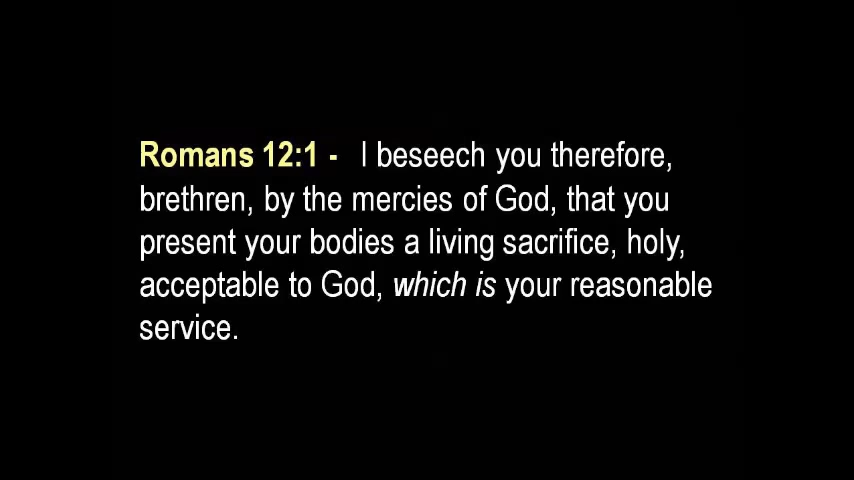 Romans 12:1 - I beseech you therefore,
brethren, by the mercies of God, that you
present your bodies a living sacrifice, holy,
acceptable to God, which is your reasonable
service.